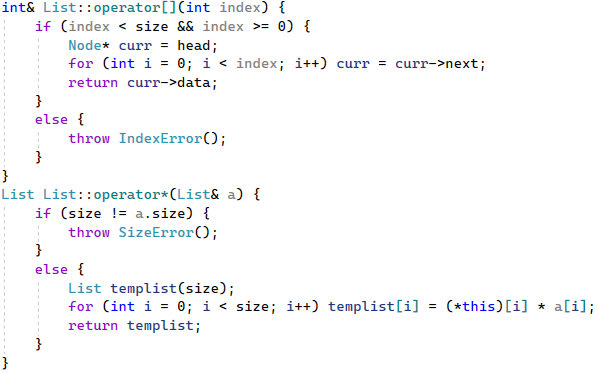 int& List::operator[](int index) {
    if (index < size && index >= 0) {
        Node* curr = head;
        for (int i = 0; i < index; i++) curr = curr->next;
        return curr->data;
    }
    else {
        throw IndexError();
    }
}
List List::operator*(List& a) {
    if (size != a.size) {
        throw SizeError();
    }
    else {
        List templist(size);
        for (int i = 0; i < size; i++) templist[i] = (*this)[i] * a[i];
        return templist;
    }
}